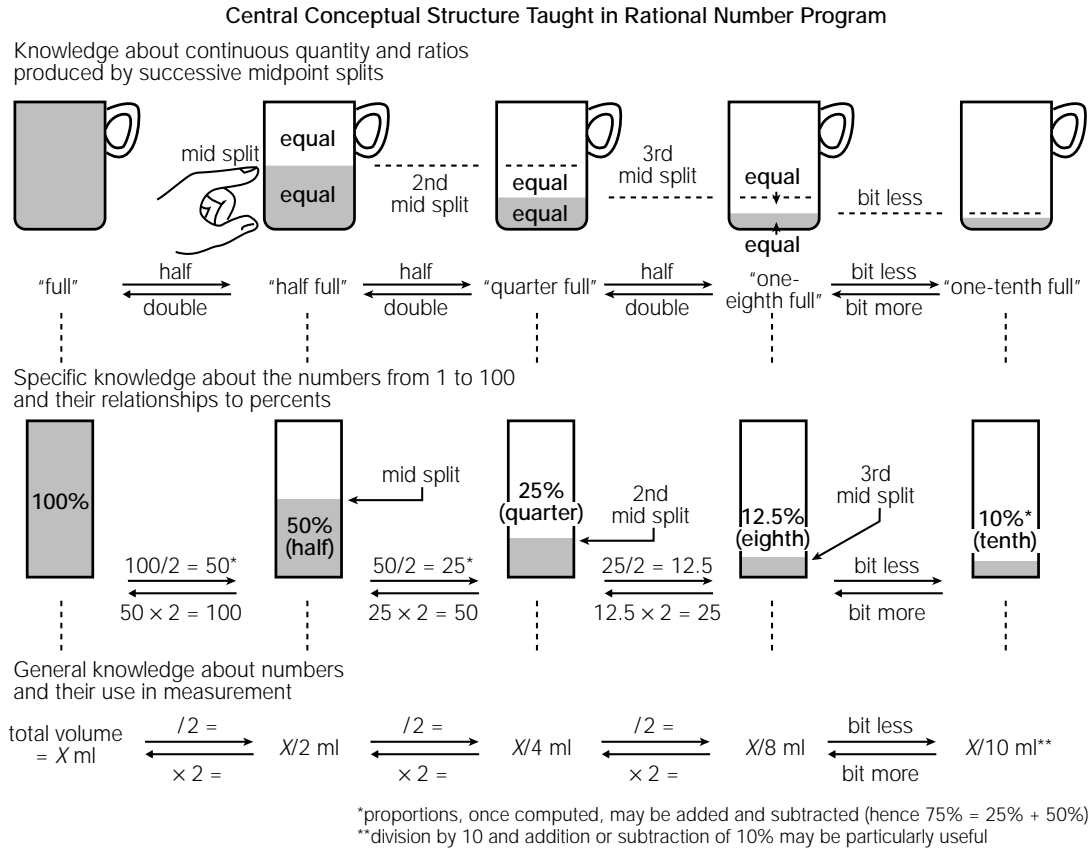 Central Conceptual Structure Taught in Rational Number Program
Knowledge about continuous quantity and ratios
produced by successive midpoint splits
mid split
equal
equal
2nd
mid split
equal
equal
3rd
mid split
equal
equal
bit less
“full”
half
double
“half full”
half
double
“quarter full”
half
double
“one-
eighth full”
bit less
bit more
“one-tenth full”
Specific knowledge about the numbers from 1 to 100
and their relationships to percents
100%
100/2 = 50*
50 × 2 = 100
50%
(half)
mid split
50/2 = 25*
25 × 2 = 50
25%
(quarter)
2nd
mid split
25/2 = 12.5
12.5 × 2 = 25
12.5%
(eighth)
3rd
mid split
bit less
bit more
10%*
(tenth)
General knowledge about numbers
and their use in measurement
total volume
= X ml
/2 =
× 2 =
X/2 ml
/2 =
× 2 =
X/4 ml
/2 =
× 2 =
X/8 ml
bit less
bit more
X/10 ml**
*proportions, once computed, may be added and subtracted (hence 75% = 25% + 50%)
**division by 10 and addition or subtraction of 10% may be particularly useful